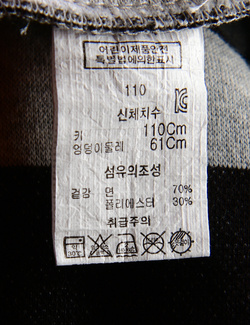 어린이제품안전
특별법에의한표시
110
신체치수
키 110Cm
엉덩이둘레 61Cm
섬유의조성
겉감 면 70%
폴리에스터 30%
취급주의